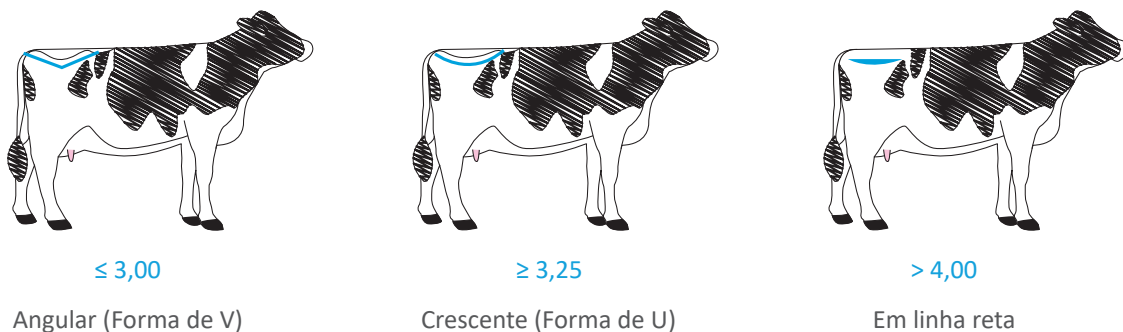 ≤ 3,00
≥ 3,25
> 4,00
Angular (Forma de V)
Crescente (Forma de U)
Em linha reta